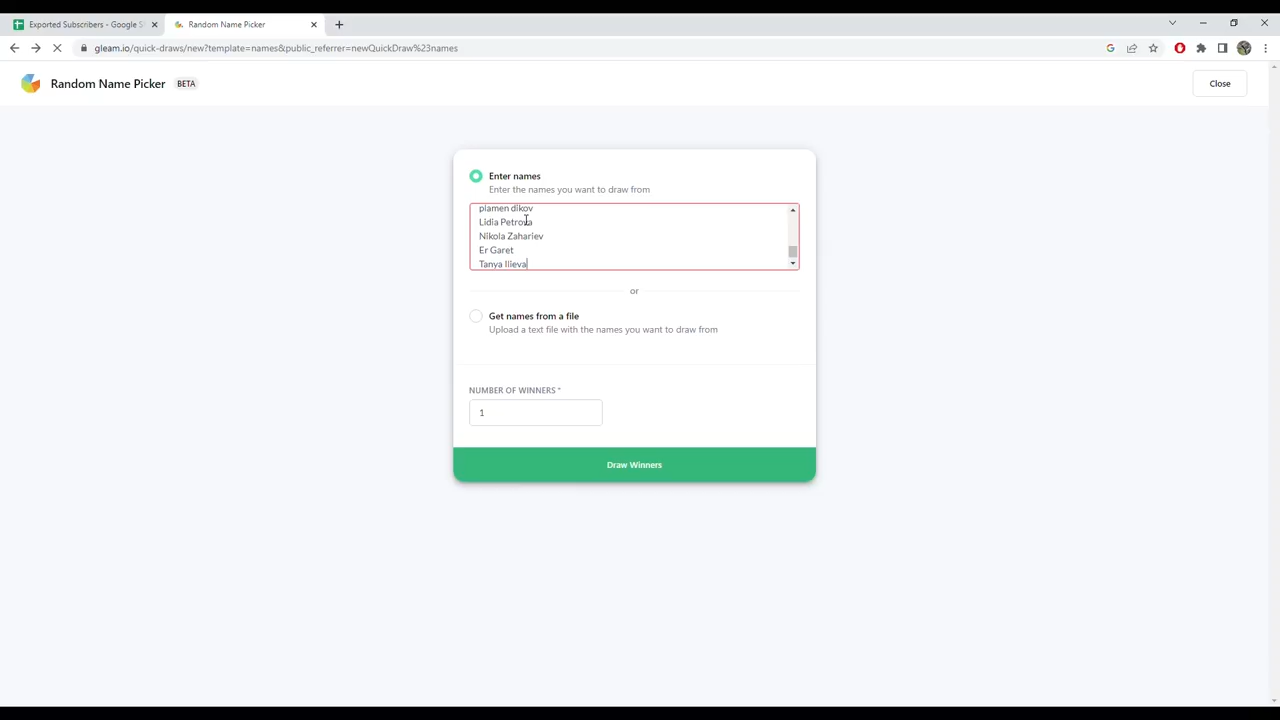 Exported Subscribers - Google S
Random Name Picker
gleam.io/quick-draws/new?template=names&public_referrer=newQuickDraw%23names
Random Name Picker
BETA
Close
Enter names
Enter the names you want to draw from
plamen dikov
Lidia Petrova
Nikola Zahariev
Er Garet
Tanya Ilieva
or
Get names from a file
Upload a text file with the names you want to draw from
NUMBER OF WINNERS *
1
Draw Winners